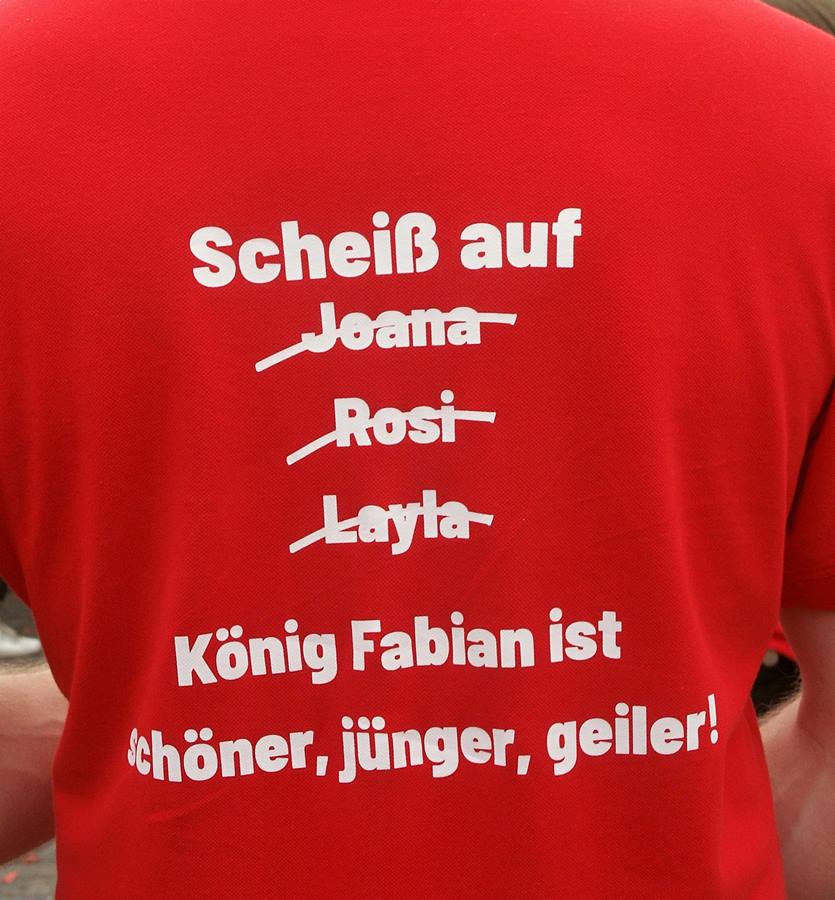 Scheiß auf
Joana
Rosi
Layla
König Fabian ist
schöner, jünger, geiler!